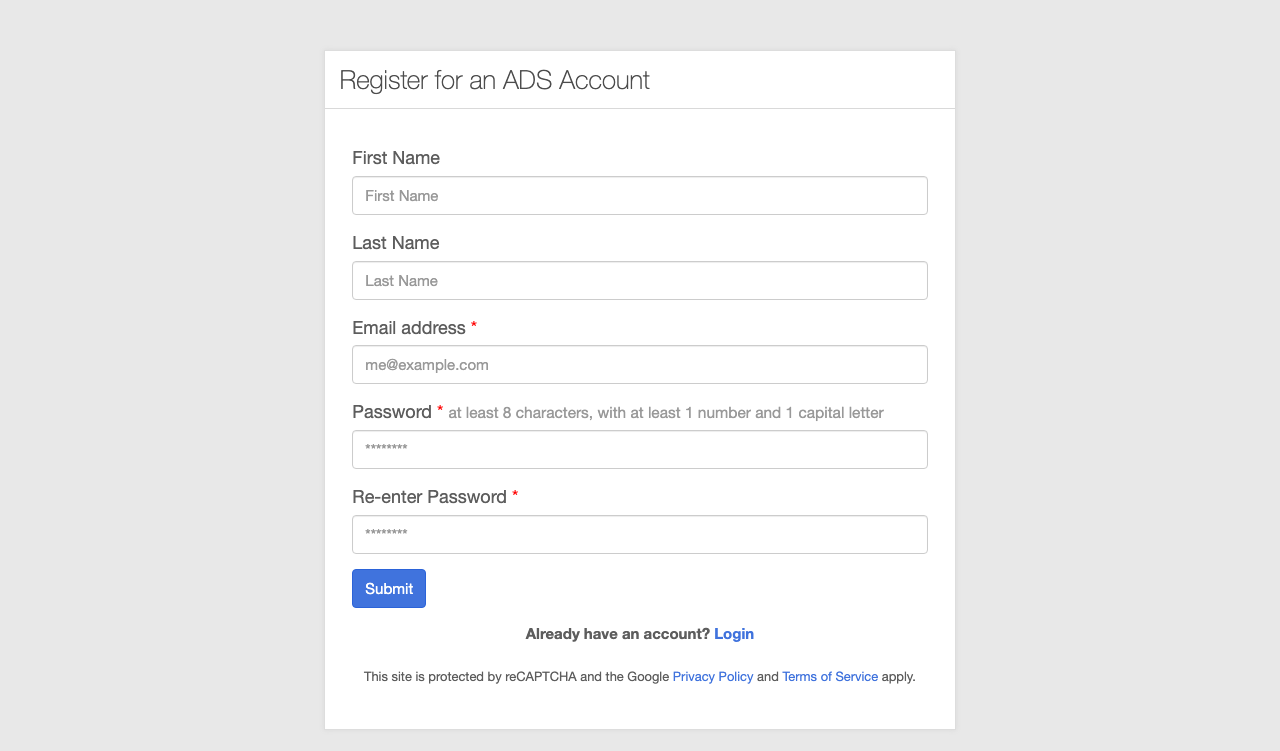 Register for an ADS Account
First Name
First Name
Last Name
Last Name
Email address *
me@example.com
Password * at least 8 characters, with at least 1 number and 1 capital letter
********
Re-enter Password *
********
Submit
Already have an account? Login
This site is protected by reCAPTCHA and the Google Privacy Policy and Terms of Service apply.